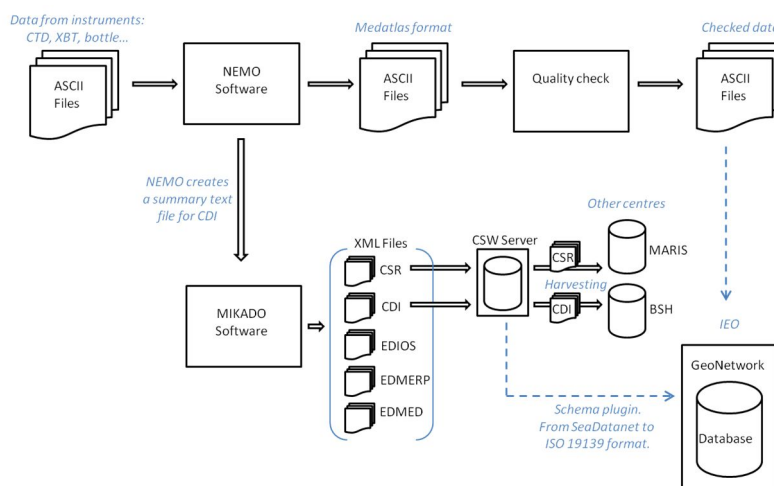 Data from instruments:
CTD, XBT, bottle...
Medatlas format
Checked data
ASCII
Files
NEMO
Software
ASCII
Files
Quality check
ASCII
Files
NEMO creates
a summary text
file for CDI
Other centres
XML Files
CSW Server
CSR
CSR
MARIS
Harvesting
MIKADO
Software
CDI
CDI
BSH
EDIOS
IEO
EDMERP
EDMED
GeoNetwork
Database
Schema plugin.
From SeaDatanet to
ISO 19139 format.